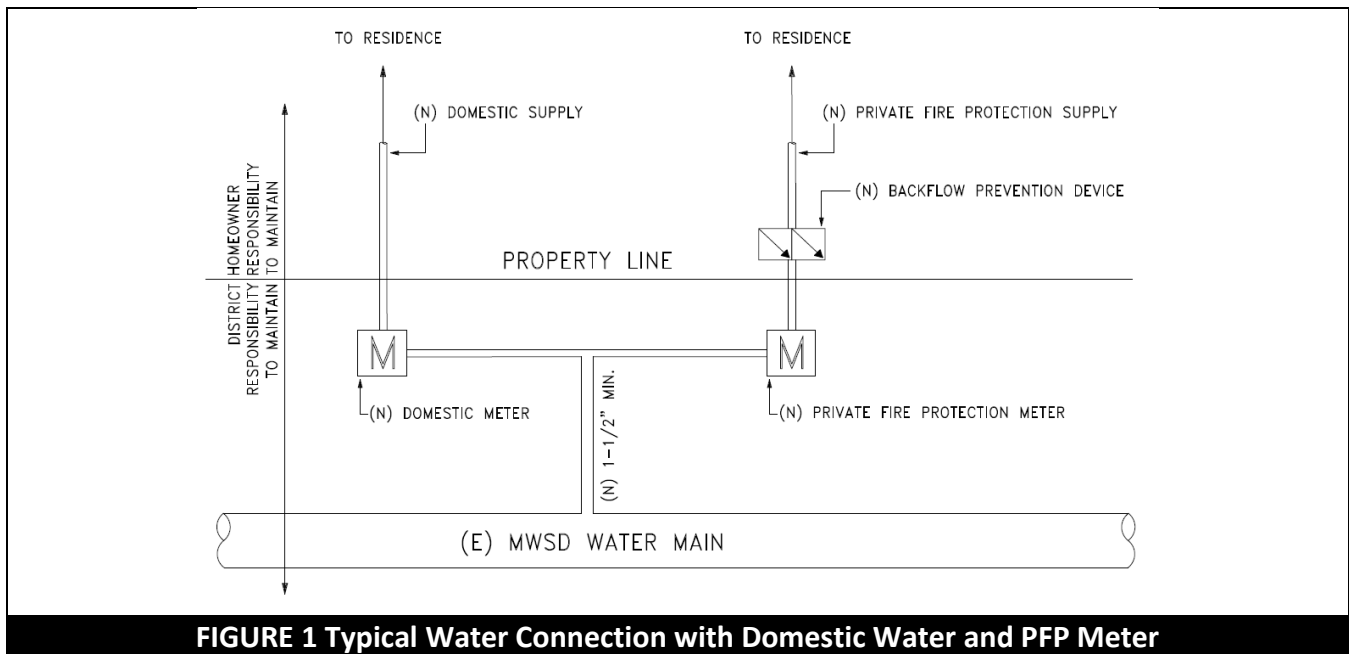 TO RESIDENCE
TO RESIDENCE
(N) DOMESTIC SUPPLY
(N) PRIVATE FIRE PROTECTION SUPPLY
(N) BACKFLOW PREVENTION DEVICE
HOMEOWNER
RESPONSIBILITY
TO MAINTAIN
PROPERTY LINE
DISTRICT
RESPONSIBILITY
TO MAINTAIN
M
M
(N) DOMESTIC METER
(N) 1-1/2" MIN.
(N) PRIVATE FIRE PROTECTION METER
(E) MWSD WATER MAIN
FIGURE 1 Typical Water Connection with Domestic Water and PFP Meter